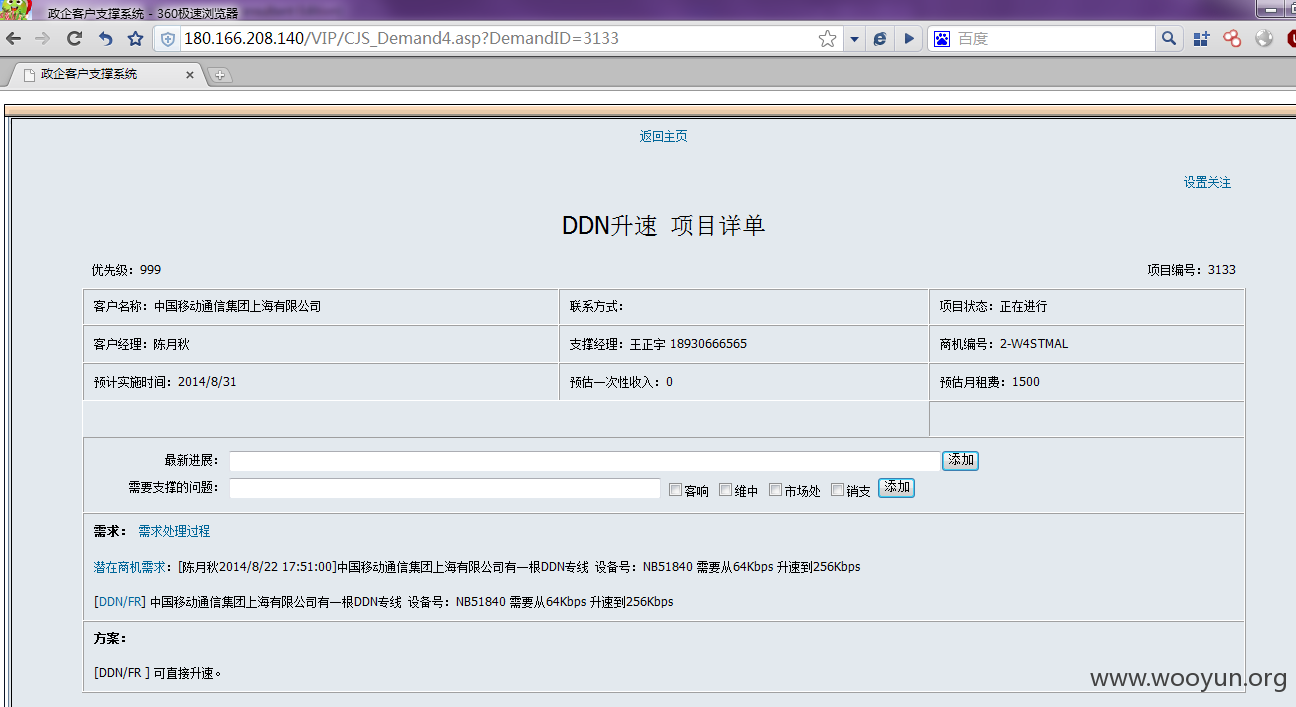 政企客户支撑系统 - 360极速浏览器
180.166.208.140/VIP/CJS_Demand4.asp?DemandID=3133
百度
政企客户支撑系统
返回主页
设置关注
DDN升速 项目详单
优先级：999
项目编号：3133
客户名称：中国移动通信集团上海有限公司
联系方式：
项目状态：正在进行
客户经理：陈月秋
支撑经理：王正宇 18930666565
商机编号：2-W4STMAL
预计实施时间：2014/8/31
预估一次性收入：0
预估月租费：1500
最新进展：
添加
需要支撑的问题：
客响 维中 市场处 销支 添加
需求： 需求处理过程
潜在商机需求：[陈月秋2014/8/22 17:51:00]中国移动通信集团上海有限公司有一根DDN专线 设备号：NB51840 需要从64Kbps 升速到256Kbps
[DDN/FR] 中国移动通信集团上海有限公司有一根DDN专线 设备号：NB51840 需要从64Kbps 升速到256Kbps
方案：
[DDN/FR ] 可直接升速。
www.wooyun.org